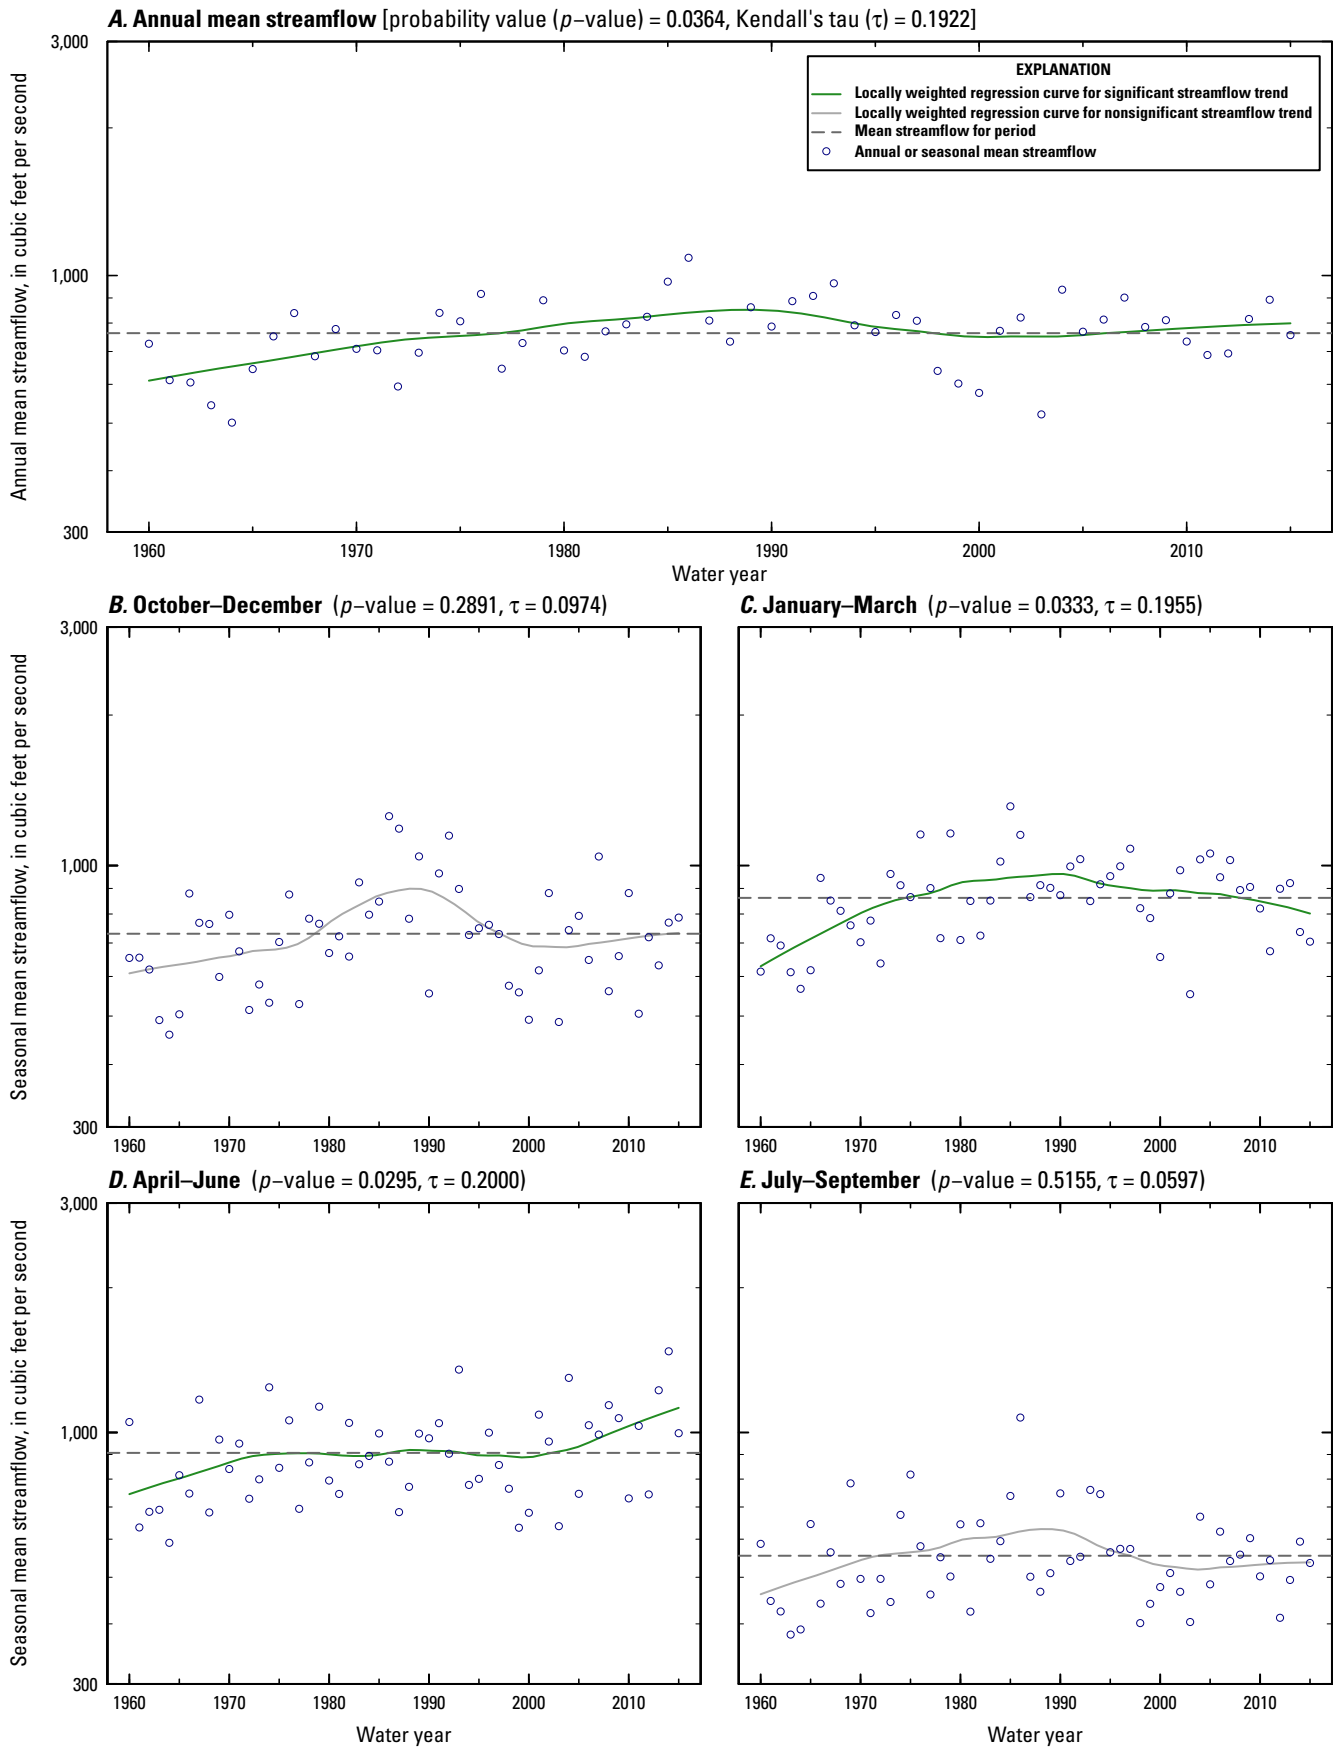 A. Annual mean streamflow [probability value (p–value) = 0.0364, Kendall's tau (τ) = 0.1922]
Annual mean streamflow, in cubic feet per second
3,000
1,000
300
EXPLANATION
Locally weighted regression curve for significant streamflow trend
Locally weighted regression curve for nonsignificant streamflow trend
Mean streamflow for period
Annual or seasonal mean streamflow
1960 1970 1980 1990 2000 2010
Water year
B. October–December (p–value = 0.2891, τ = 0.0974)
Seasonal mean streamflow, in cubic feet per second
3,000
1,000
300
1960 1970 1980 1990 2000 2010
C. January–March (p–value = 0.0333, τ = 0.1955)
1960 1970 1980 1990 2000 2010
D. April–June (p–value = 0.0295, τ = 0.2000)
Seasonal mean streamflow, in cubic feet per second
3,000
1,000
300
1960 1970 1980 1990 2000 2010
Water year
E. July–September (p–value = 0.5155, τ = 0.0597)
1960 1970 1980 1990 2000 2010
Water year